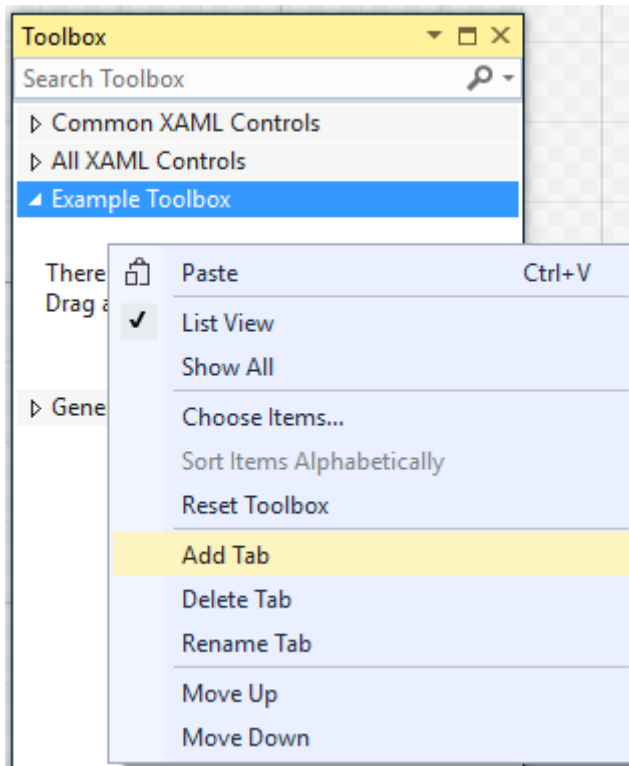 Toolbox
Search Toolbox
Common XAML Controls
All XAML Controls
Example Toolbox
There
Drag
Paste Ctrl+V
List View
Show All
Choose Items...
Sort Items Alphabetically
Reset Toolbox
Add Tab
Delete Tab
Rename Tab
Move Up
Move Down